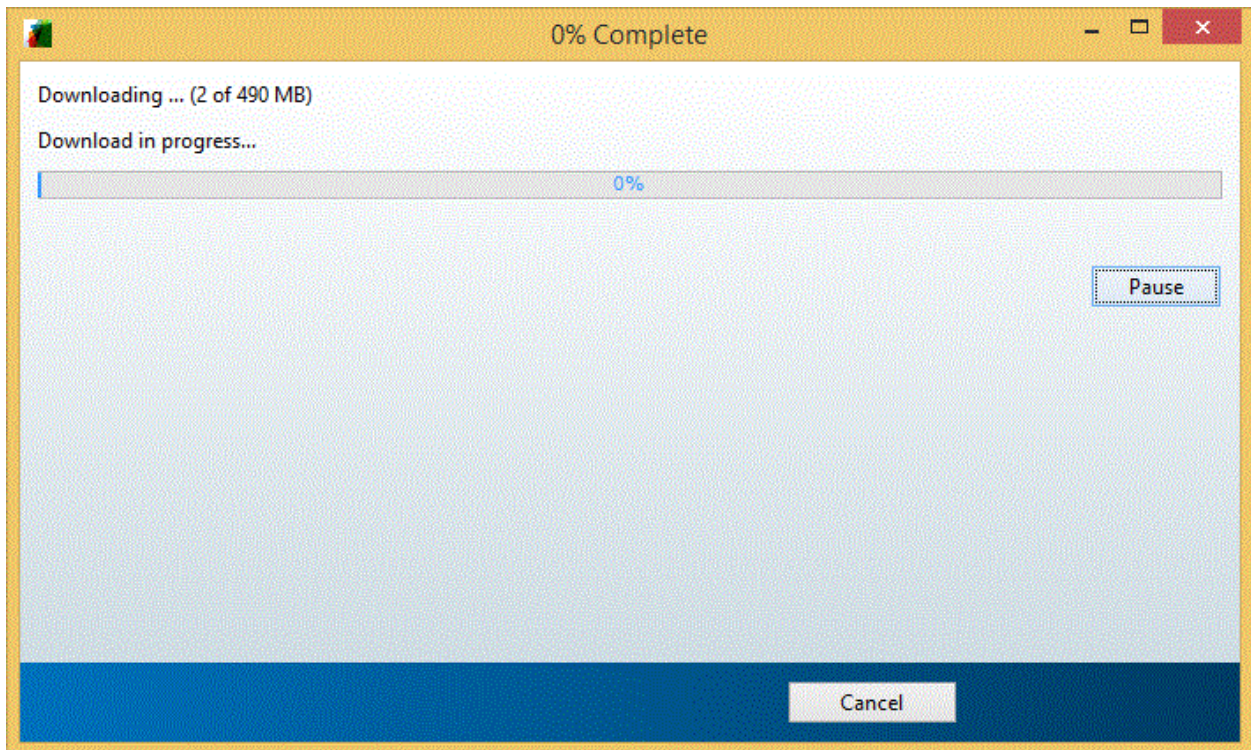 0% Complete
Downloading ... (2 of 490 MB)
Download in progress...
0%
Pause
Cancel